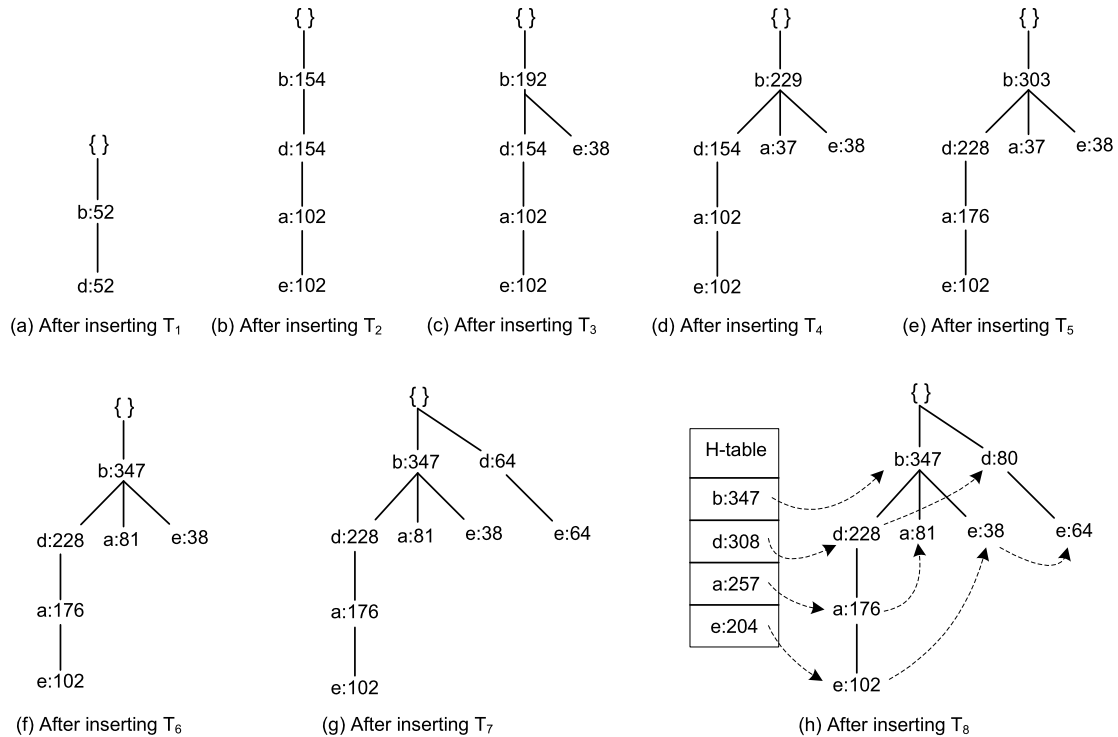 { }
b:52
d:52
(a) After inserting T1
{ }
b:154
d:154
a:102
e:102
(b) After inserting T2
{ }
b:192
d:154 e:38
a:102
e:102
(c) After inserting T3
{ }
b:229
d:154 a:37 e:38
a:102
e:102
(d) After inserting T4
{ }
b:303
d:228 a:37 e:38
a:176
e:102
(e) After inserting T5
{ }
b:347
d:228 a:81 e:38
a:176
e:102
(f) After inserting T6
{ }
b:347 d:64
d:228 a:81 e:38 e:64
a:176
e:102
(g) After inserting T7
H-table
b:347
d:308
a:257
e:204
{ }
b:347 d:80
d:228 a:81 e:38 e:64
a:176
e:102
(h) After inserting T8